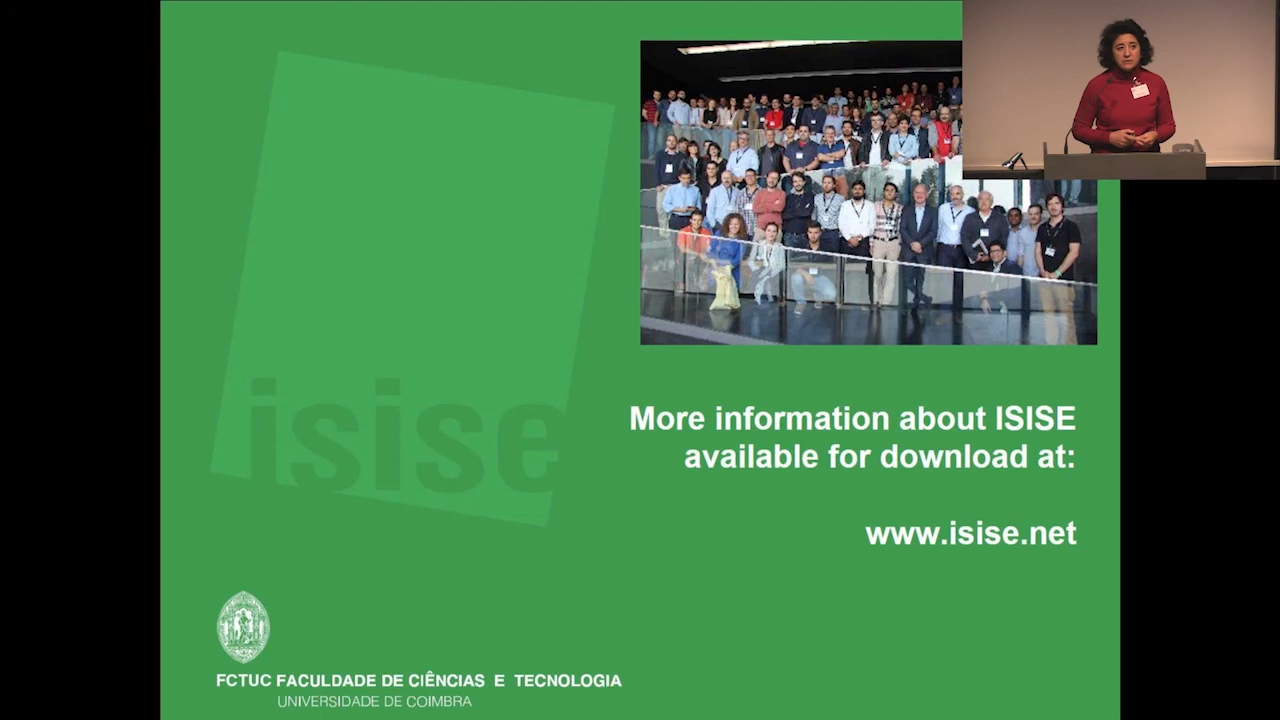 isise
More information about ISISE
available for download at:
www.isise.net
FCTUC FACULDADE DE CIÊNCIAS E TECNOLOGIA
UNIVERSIDADE DE COIMBRA